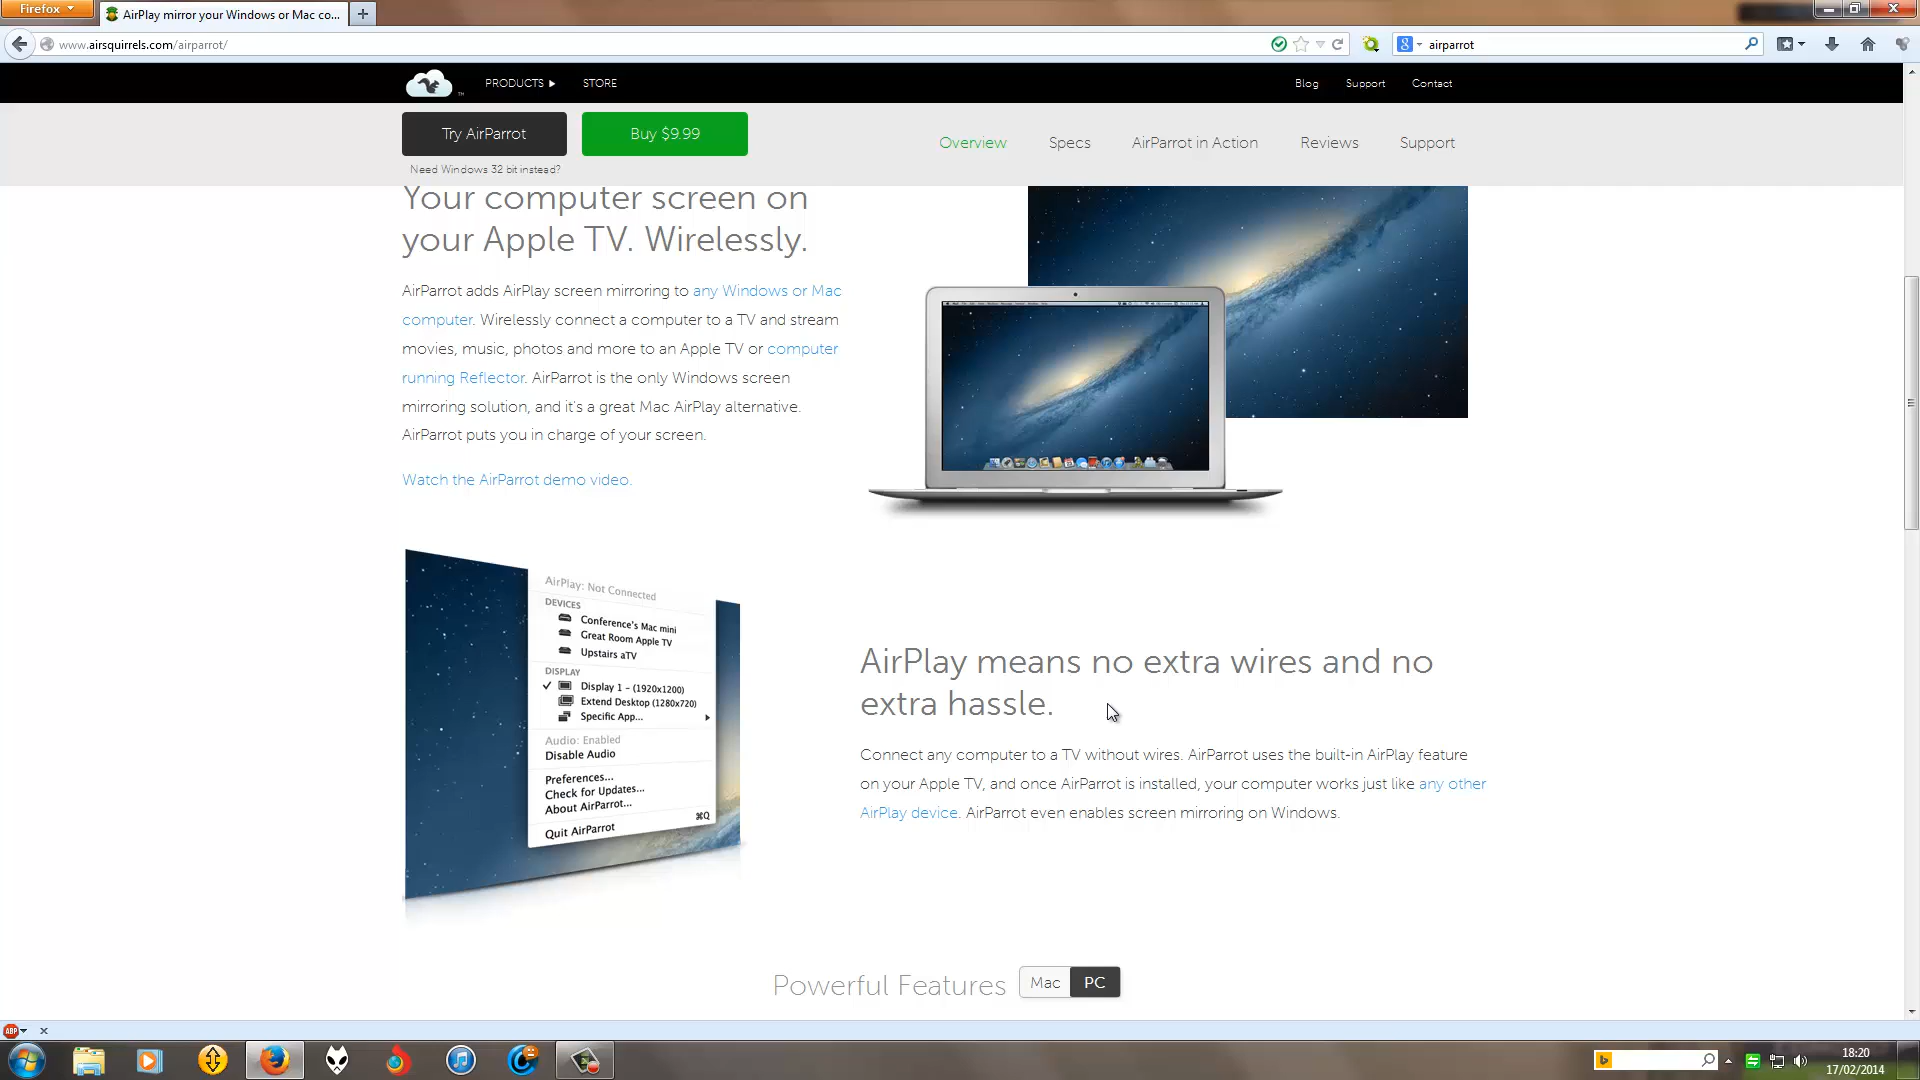 Firefox
AirPlay mirror your Windows or Mac co...
www.airsquirrels.com/airparrot/
airparrot
PRODUCTS
STORE
Blog
Support
Contact
Try AirParrot
Buy $9.99
Need Windows 32 bit instead?
Overview
Specs
AirParrot in Action
Reviews
Support
Your computer screen on
your Apple TV. Wirelessly.
AirParrot adds AirPlay screen mirroring to any Windows or Mac
computer. Wirelessly connect a computer to a TV and stream
movies, music, photos and more to an Apple TV or computer
running Reflector. AirParrot is the only Windows screen
mirroring solution, and it's a great Mac AirPlay alternative.
AirParrot puts you in charge of your screen.
Watch the AirParrot demo video.
AirPlay: Not Connected
DEVICES
Conference's Mac mini
Great Room Apple TV
Upstairs aTV
DISPLAY
Display 1 - (1920x1200)
Extend Desktop (1280x720)
Specific App...
Audio: Enabled
Disable Audio
Preferences...
Check for Updates...
About AirParrot...
Quit AirParrot ⌘Q
AirPlay means no extra wires and no
extra hassle.
Connect any computer to a TV without wires. AirParrot uses the built-in AirPlay feature
on your Apple TV, and once AirParrot is installed, your computer works just like any other
AirPlay device. AirParrot even enables screen mirroring on Windows.
Powerful Features
Mac
PC
ABP
18:20
17/02/2014